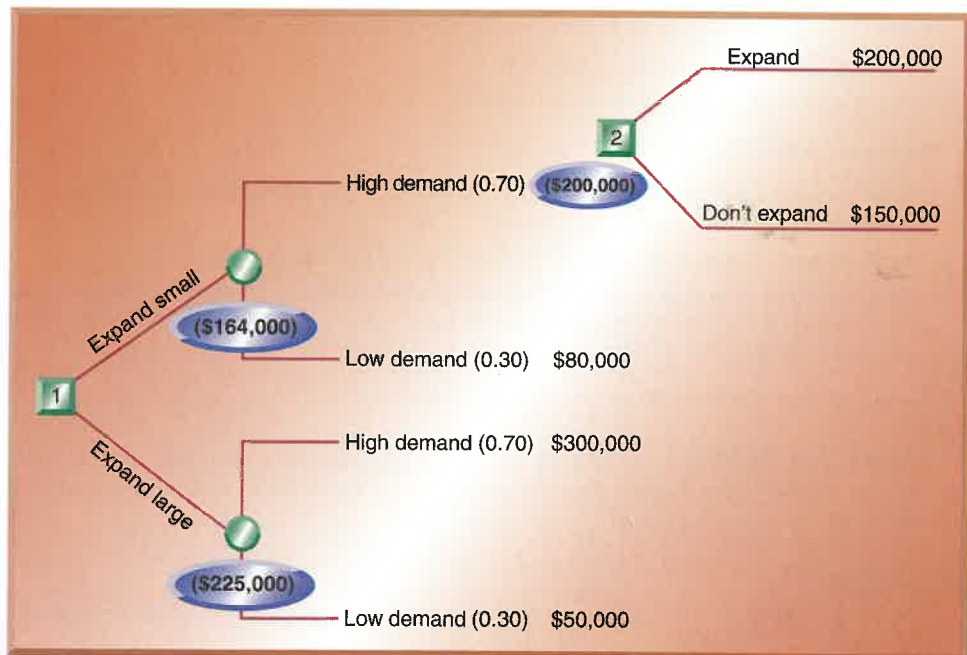 Expand $200,000
2
High demand (0.70) ($200,000)
Don't expand $150,000
Expand small
($164,000)
Low demand (0.30) $80,000
1
High demand (0.70) $300,000
Expand large
($225,000)
Low demand (0.30) $50,000